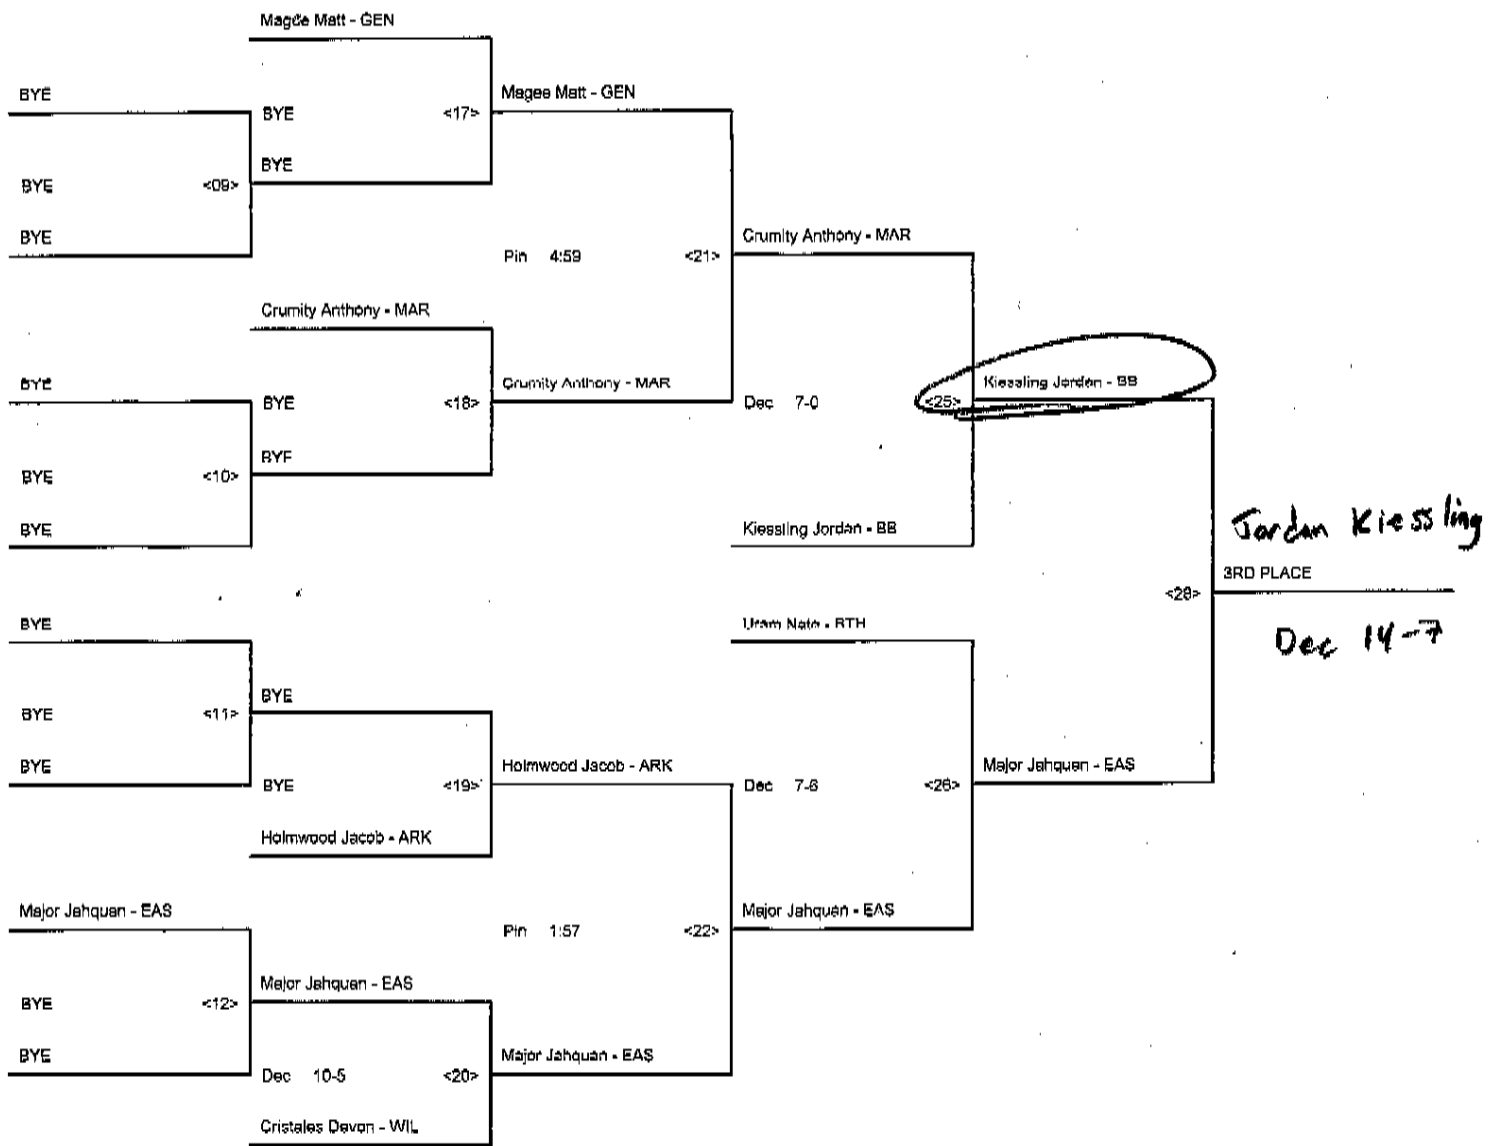 Magee Matt - GEN
BYE
BYE <17>
Magee Matt - GEN
BYE
BYE <09>
BYE
Pin 4:59 <21>
Crumity Anthony - MAR
Crumity Anthony - MAR
BYE
BYE <18>
Crumity Anthony - MAR
Dec 7-0 <25>
Kiessling Jordan - BB
BYE
BYE <10>
BYE
Kiessling Jordan - BB
Jordan Kiessling
3RD PLACE
<28>
Dec 14-7
BYE
Uram Nate - BTH
BYE
BYE <11>
BYE
Holmwood Jacob - ARK
Dec 7-6 <26>
Major Jahquan - EAS
BYE <19>
Holmwood Jacob - ARK
Major Jahquan - EAS
Pin 1:57 <22>
Major Jahquan - EAS
Major Jahquan - EAS
BYE <12>
BYE
Dec 10-5 <20>
Major Jahquan - EAS
Cristales Devon - WIL